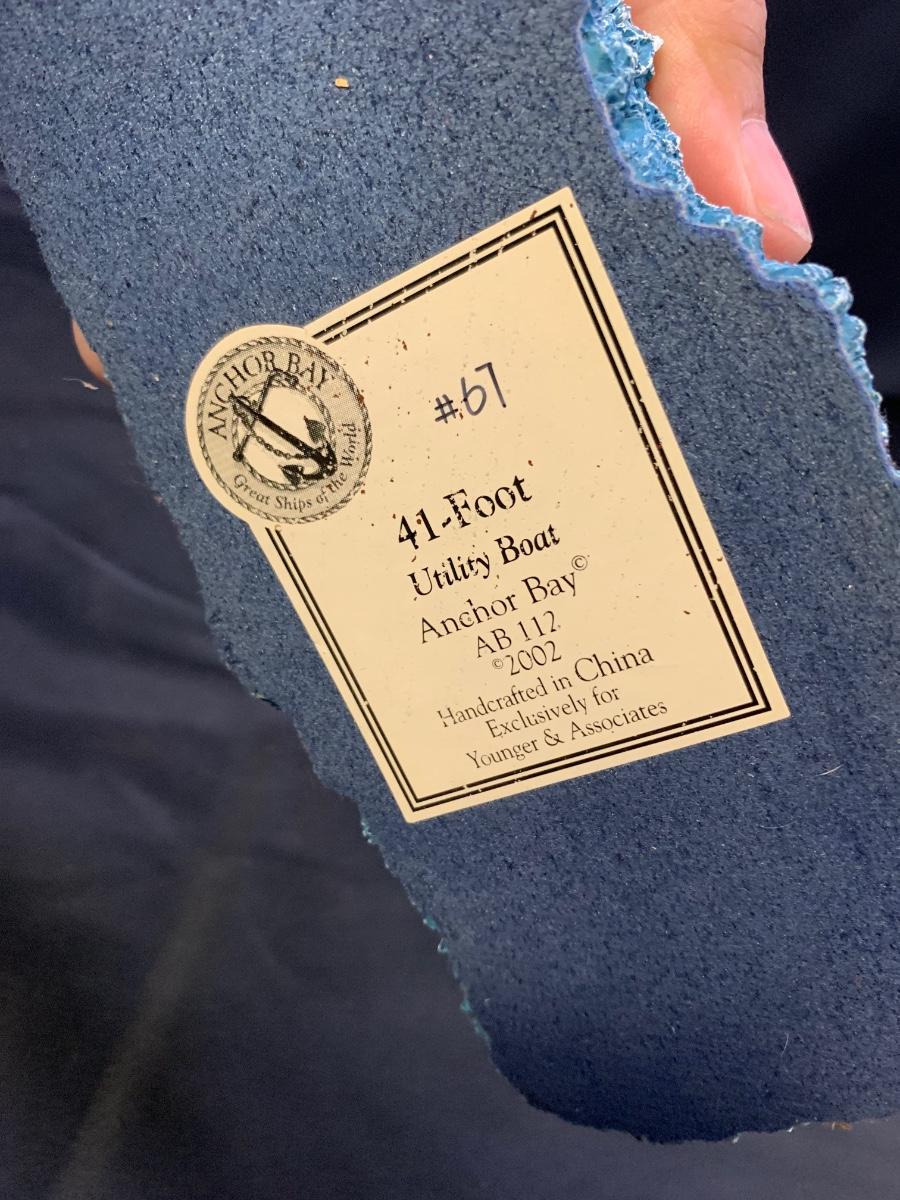 ANCHOR BAY
Great Ships of the World
#67
41-Foot
Utility Boat
Anchor Bay©
AB 112
©2002
Handcrafted in China
Exclusively for
Younger & Associates